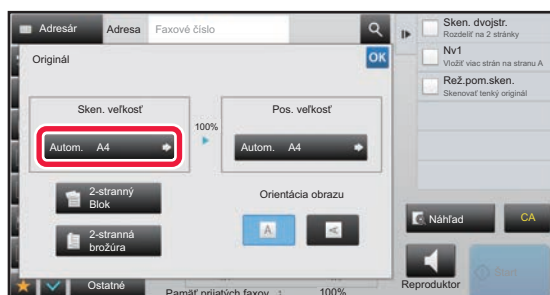 Adresár
Adresa
Faxové číslo
Originál
OK
Sken. veľkosť
Autom. A4
100%
Pos. veľkosť
Autom. A4
2-stranný
Blok
2-stranná
brožúra
Orientácia obrazu
A
A
Ostatné
Pamäť prijatých faxov
100%
Sken. dvojstr.
Rozdeliť na 2 stránky
Nv1
Vložiť viac strán na stranu A
Rež.pom.sken.
Skenovať tenký originál
Náhľad
CA
Reproduktor
Start